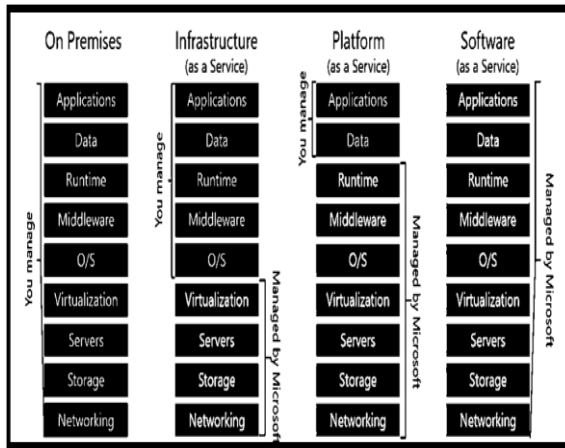 On Premises
Applications
Data
Runtime
Middleware
O/S
Virtualization
Servers
Storage
Networking
You manage
Infrastructure
(as a Service)
Applications
Data
Runtime
Middleware
O/S
Virtualization
Servers
Storage
Networking
You manage
Managed by Microsoft
Platform
(as a Service)
Applications
Data
Runtime
Middleware
O/S
Virtualization
Servers
Storage
Networking
You manage
Managed by Microsoft
Software
(as a Service)
Applications
Data
Runtime
Middleware
O/S
Virtualization
Servers
Storage
Networking
Managed by Microsoft